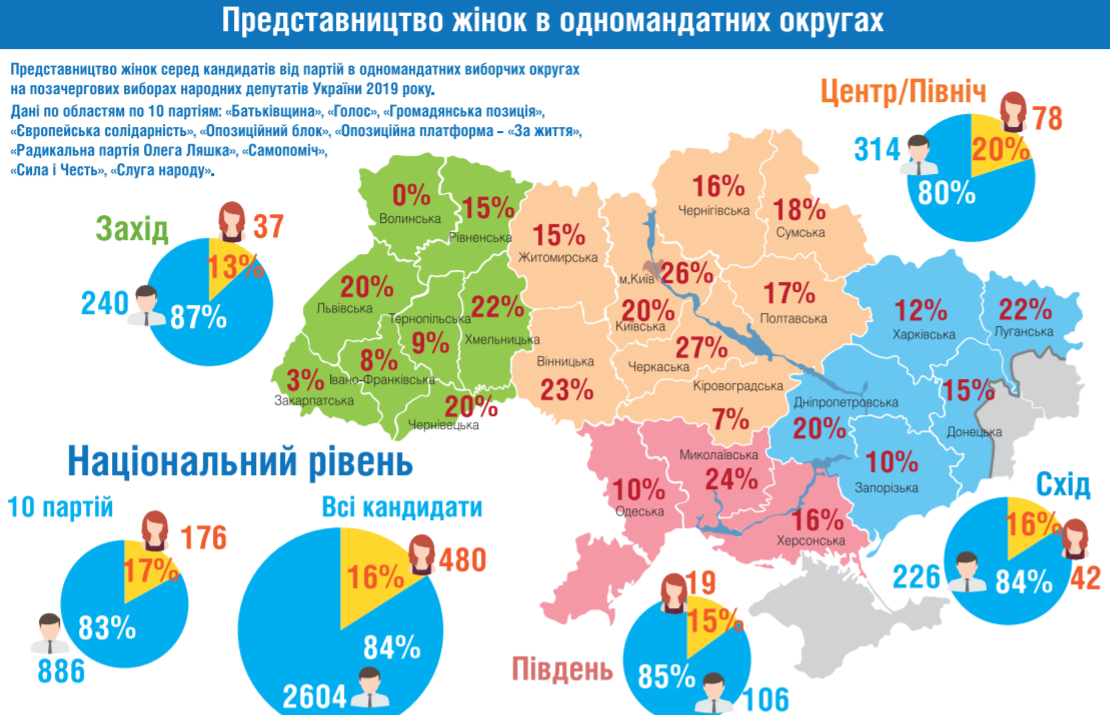 Представництво жінок в одномандатних округах
Представництво жінок серед кандидатів від партій в одномандатних виборчих округах
на позачергових виборах народних депутатів України 2019 року.
Дані по областям по 10 партіям: «Батьківщина», «Голос», «Громадянська позиція»,
«Європейська солідарність», «Опозиційний блок», «Опозиційна платформа – «За життя»,
«Радикальна партія Олега Ляшка», «Самопоміч»,
«Сила і Честь», «Слуга народу».
Центр/Північ
78
314
20%
80%
Захід
37
13%
240
87%
0%
Волинська
15%
Рівненська
20%
Львівська
Тернопільська
9%
22%
Хмельницька
8%
Івано-Франківська
3%
Закарпатська
20%
Чернівецька
15%
Житомирська
16%
Чернігівська
18%
Сумська
м.Київ
26%
20%
Київська
17%
Полтавська
27%
Черкаська
Вінницька
23%
Кіровоградська
7%
12%
Харківська
22%
Луганська
Дніпропетровська
20%
15%
Донецька
10%
Запорізька
Миколаївська
24%
10%
Одеська
16%
Херсонська
Національний рівень
10 партій
176
17%
83%
886
Всі кандидати
480
16%
84%
2604
Південь
19
15%
85%
106
Схід
16%
226
84%
42